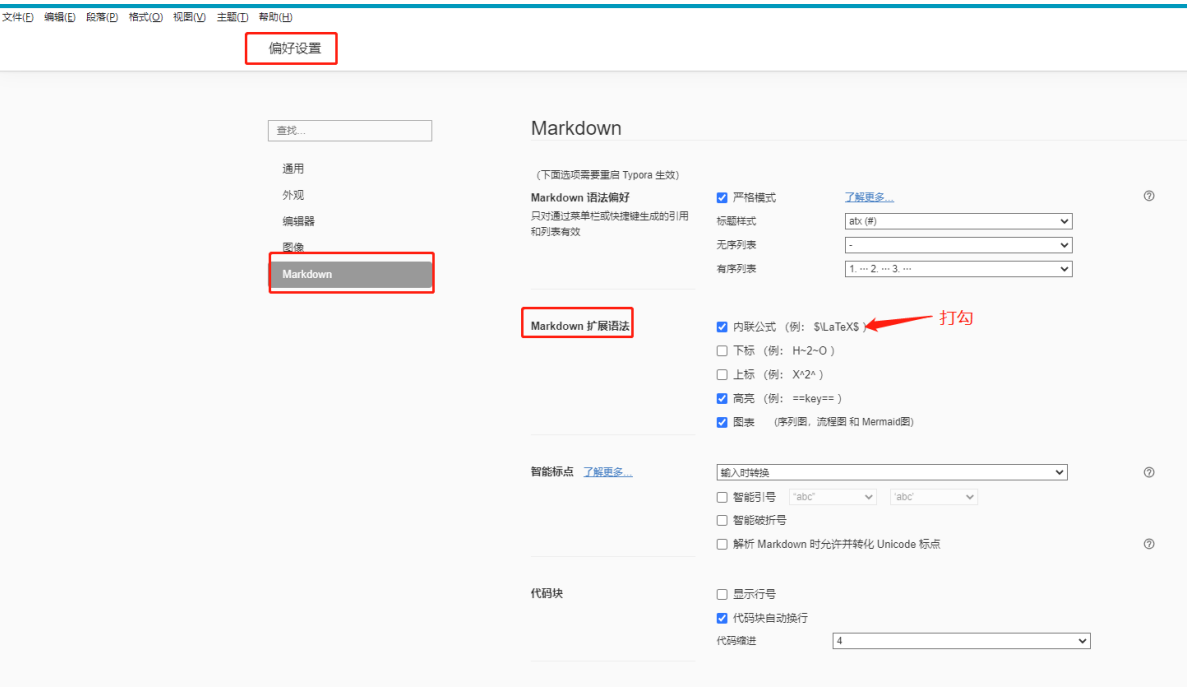 文件(F) 编辑(E) 段落(P) 格式(O) 视图(V) 主题(T) 帮助(H)
偏好设置
查找...
通用
外观
编辑器
图像
Markdown
Markdown
(下面选项需要重启 Typora 生效)
Markdown 语法偏好
只对通过菜单栏或快捷键生成的引用
和列表有效
严格模式 了解更多...
标题样式 atx (#)
无序列表 -
有序列表 1. ··· 2. ··· 3. ···
Markdown 扩展语法
内联公式 (例: $\LaTeX$ ) 打勾
下标 (例: H~2~O )
上标 (例: X^2^ )
高亮 (例: ==key== )
图表 (序列图, 流程图 和 Mermaid图)
智能标点 了解更多... 输入时转换
智能引号 “abc” ‘abc’
智能破折号
解析 Markdown 时允许并转化 Unicode 标点
代码块
显示行号
代码块自动换行
代码缩进 4